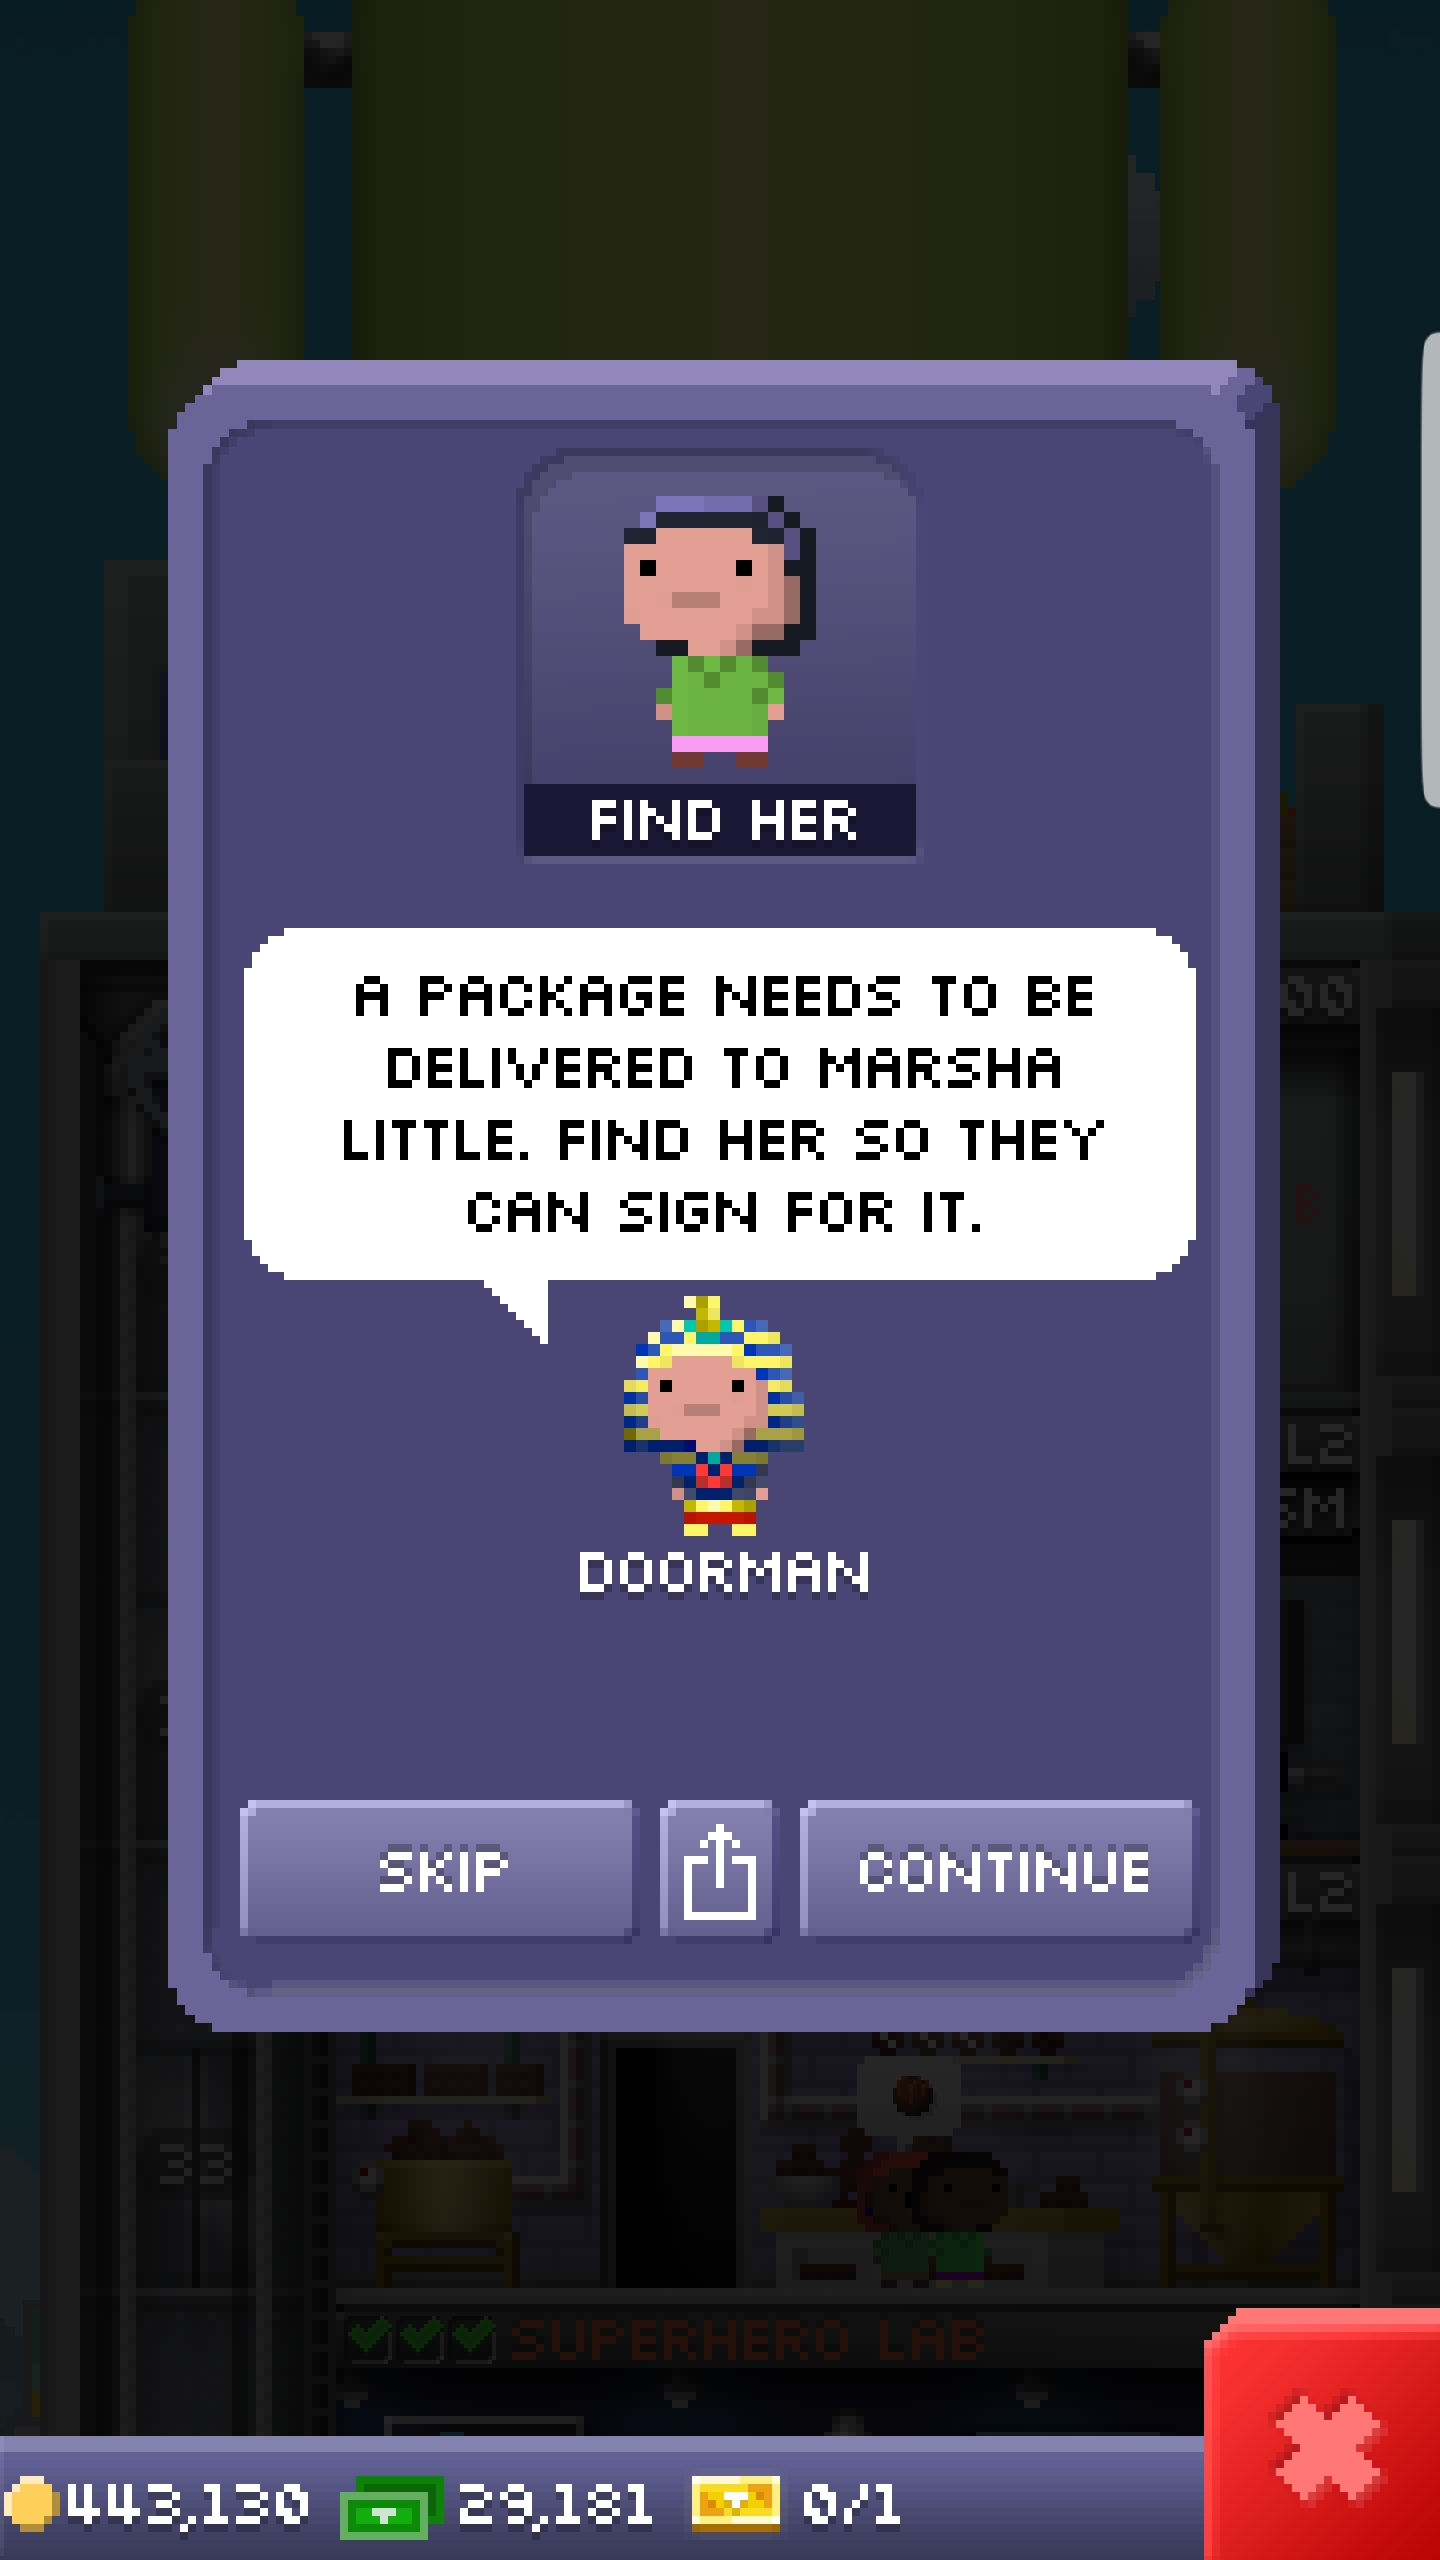 FIND HER
A PACKAGE NEEDS TO BE
DELIVERED TO MARSHA
LITTLE. FIND HER SO THEY
CAN SIGN FOR IT.
DOORMAN
SKIP
CONTINUE
33
SUPERHERO LAB
443,130 29,181 0/1